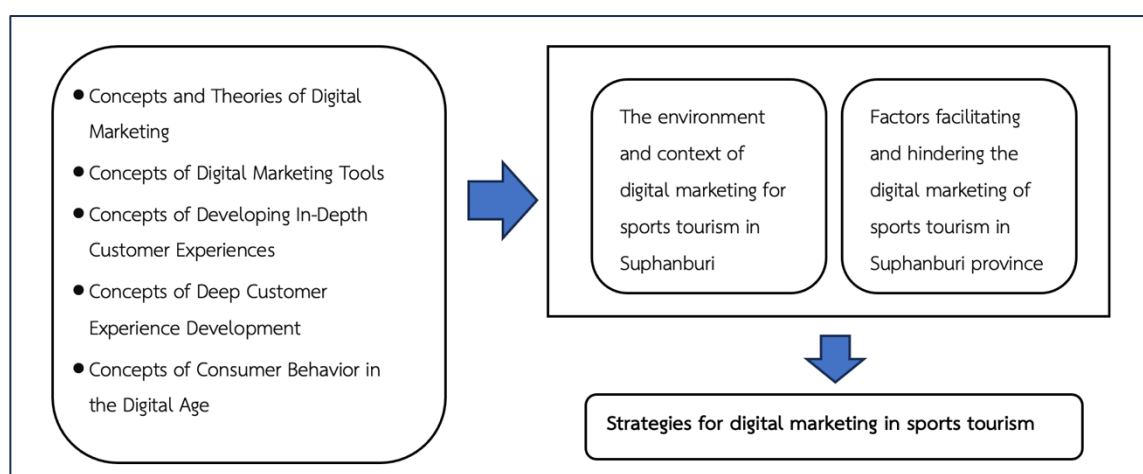 ● Concepts and Theories of Digital
Marketing
● Concepts of Digital Marketing Tools
● Concepts of Developing In-Depth
Customer Experiences
● Concepts of Deep Customer
Experience Development
● Concepts of Consumer Behavior in
the Digital Age
The environment
and context of
digital marketing for
sports tourism in
Suphanburi
Factors facilitating
and hindering the
digital marketing of
sports tourism in
Suphanburi province
Strategies for digital marketing in sports tourism